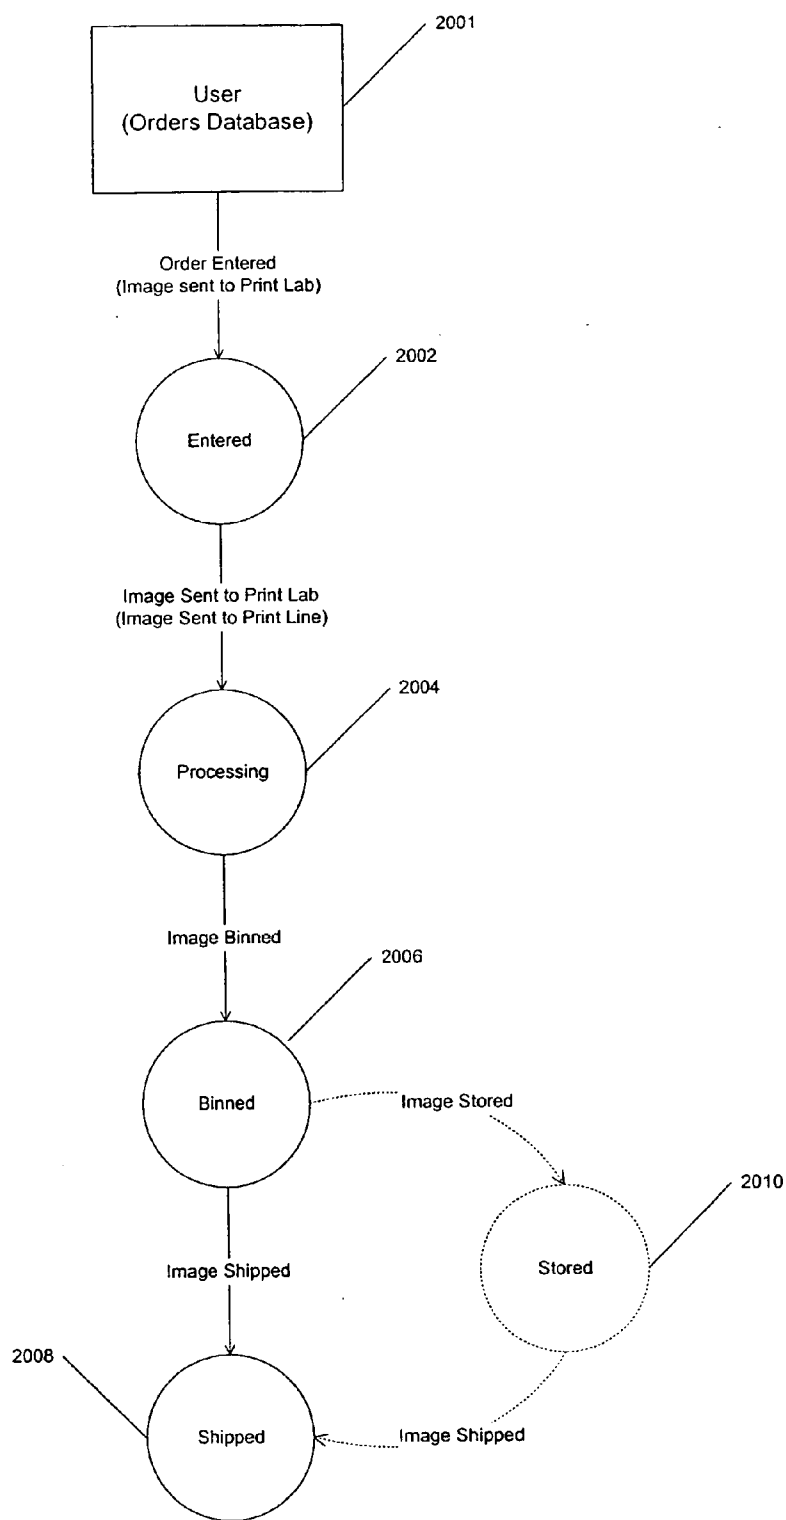 2001
User
(Orders Database)
Order Entered
(Image sent to Print Lab)
2002
Entered
Image Sent to Print Lab
(Image Sent to Print Line)
2004
Processing
Image Binned
2006
Binned
Image Stored
2010
Image Shipped
Stored
2008
Shipped
Image Shipped